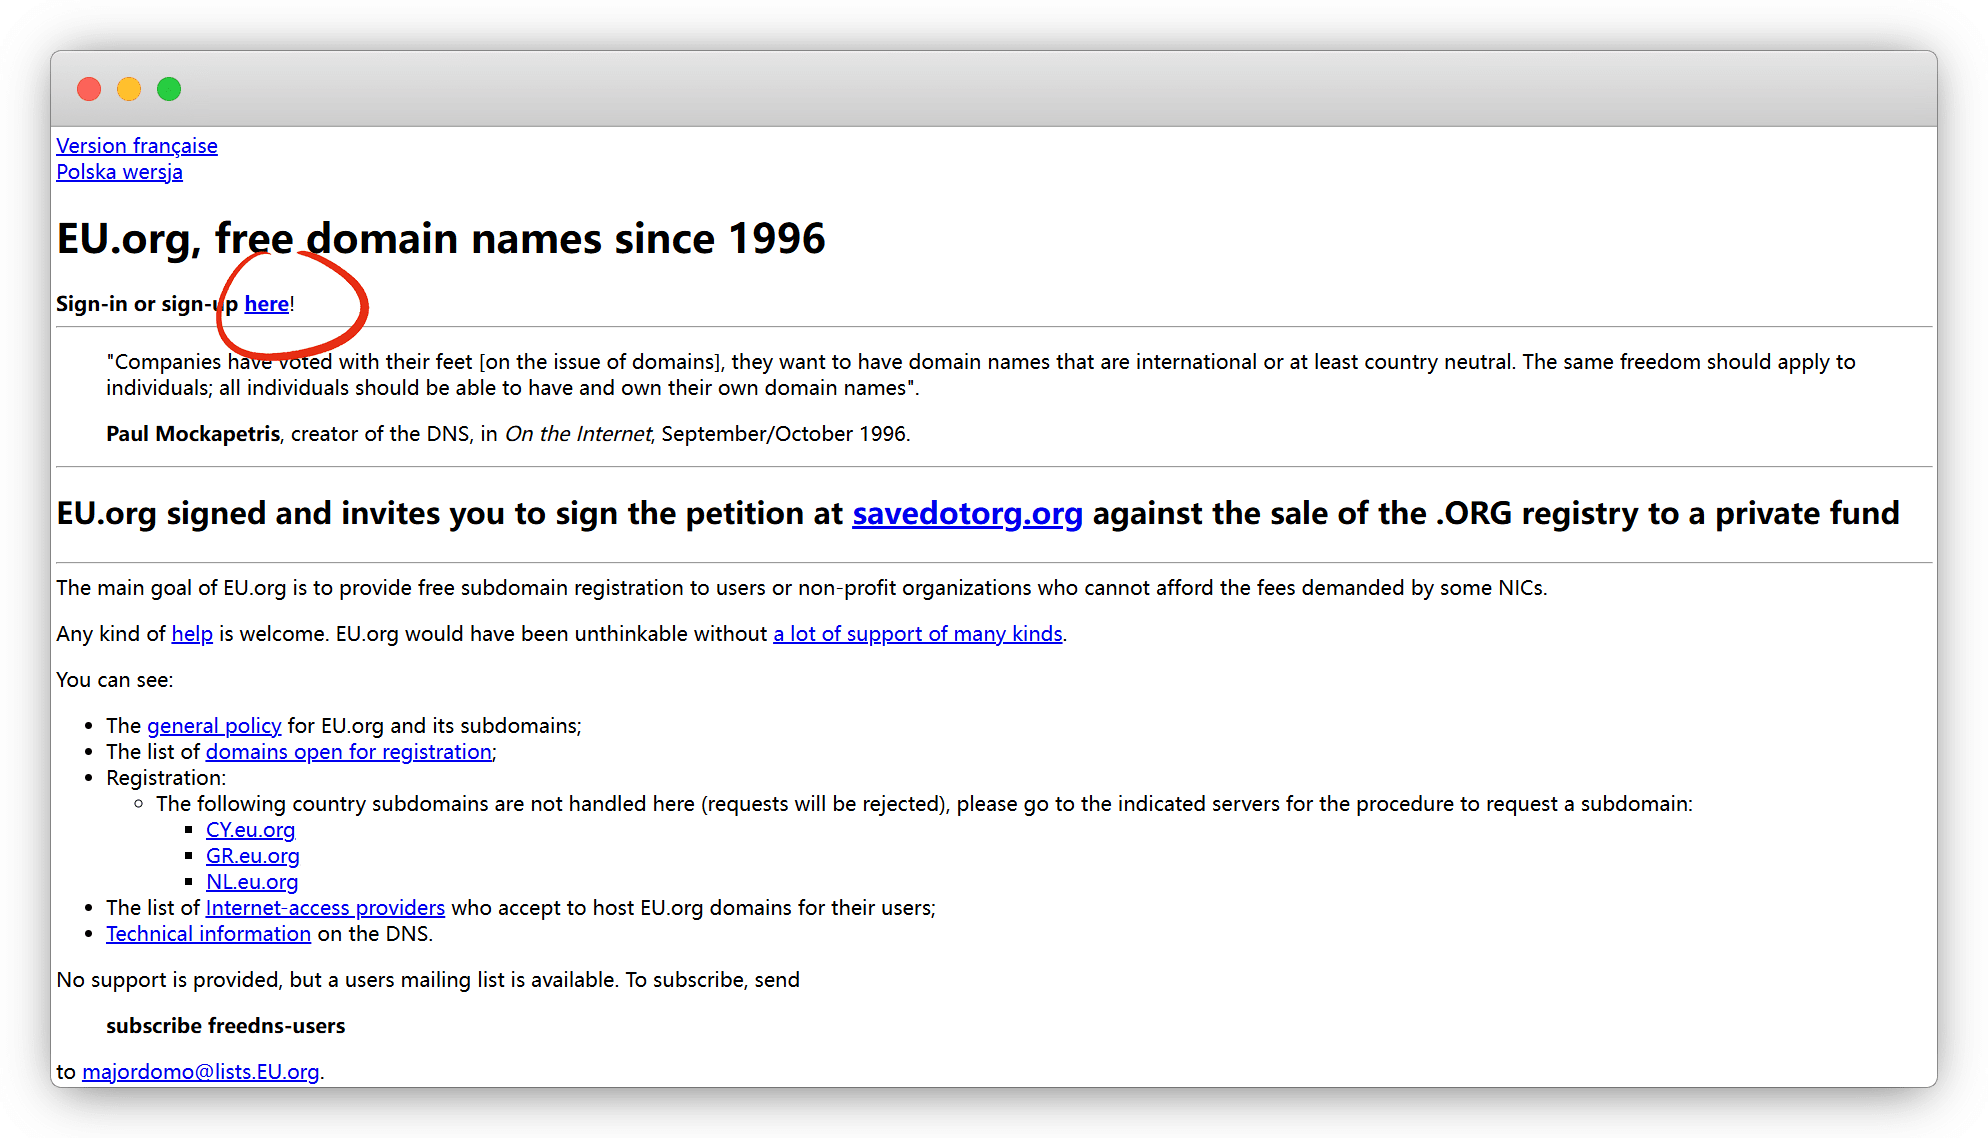 Version française
Polska wersja
EU.org, free domain names since 1996
Sign-in or sign-up here!
"Companies have voted with their feet [on the issue of domains], they want to have domain names that are international or at least country neutral. The same freedom should apply to
individuals; all individuals should be able to have and own their own domain names".
Paul Mockapetris, creator of the DNS, in On the Internet, September/October 1996.
EU.org signed and invites you to sign the petition at savedotorg.org against the sale of the .ORG registry to a private fund
The main goal of EU.org is to provide free subdomain registration to users or non-profit organizations who cannot afford the fees demanded by some NICs.
Any kind of help is welcome. EU.org would have been unthinkable without a lot of support of many kinds.
You can see:
• The general policy for EU.org and its subdomains;
• The list of domains open for registration;
• Registration:
◦ The following country subdomains are not handled here (requests will be rejected), please go to the indicated servers for the procedure to request a subdomain:
▪ CY.eu.org
▪ GR.eu.org
▪ NL.eu.org
• The list of Internet-access providers who accept to host EU.org domains for their users;
• Technical information on the DNS.
No support is provided, but a users mailing list is available. To subscribe, send
subscribe freedns-users
to majordomo@lists.EU.org.